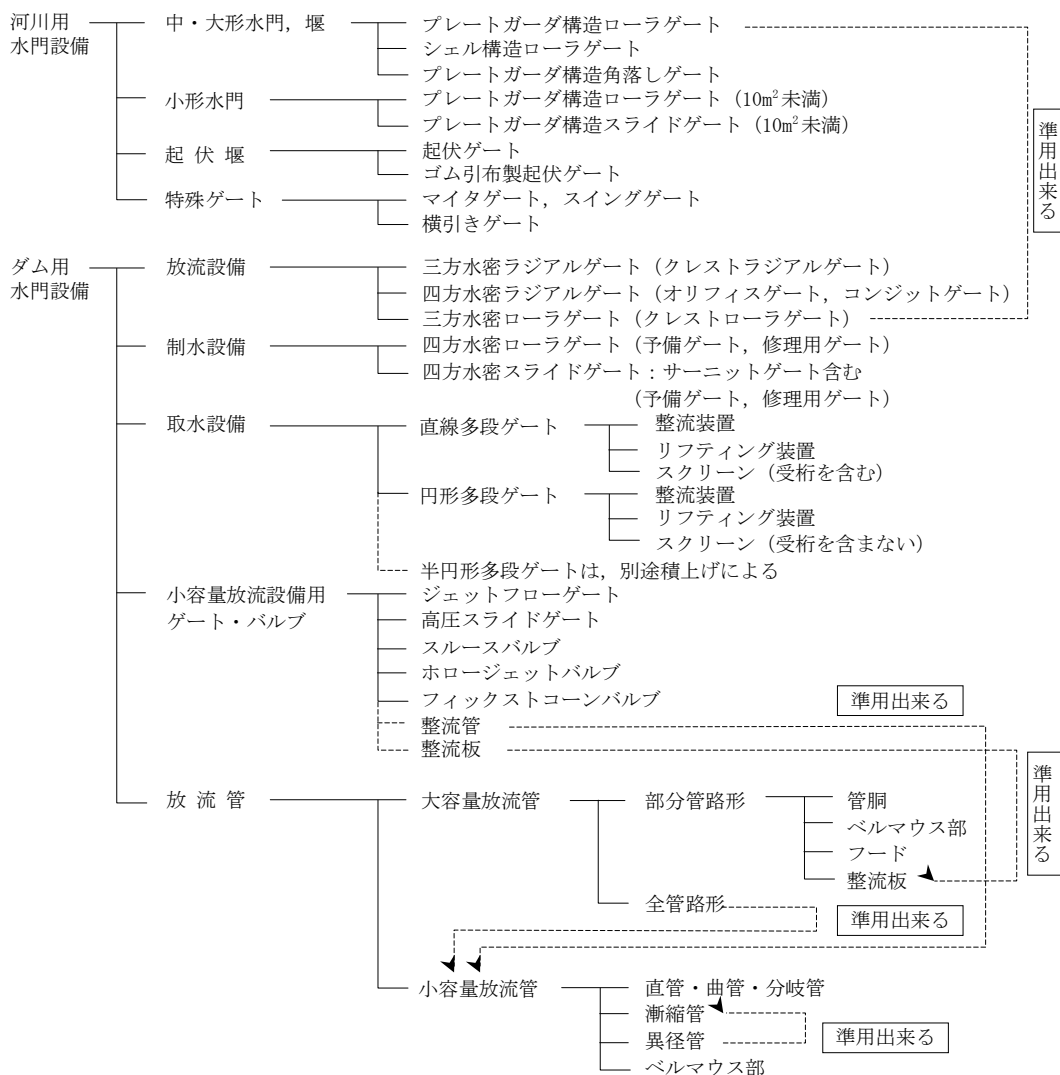 河川用
水門設備
中・大形水門，堰
プレートガーダ構造ローラゲート
シェル構造ローラゲート
プレートガーダ構造角落しゲート
小形水門
プレートガーダ構造ローラゲート（10m²未満）
プレートガーダ構造スライドゲート（10m²未満）
起 伏 堰
起伏ゲート
ゴム引布製起伏ゲート
特殊ゲート
マイタゲート，スイングゲート
横引きゲート
準用出来る
ダム用
水門設備
放流設備
三方水密ラジアルゲート（クレストラジアルゲート）
四方水密ラジアルゲート（オリフィスゲート，コンジットゲート）
三方水密ローラゲート（クレストローラゲート）
制水設備
四方水密ローラゲート（予備ゲート，修理用ゲート）
四方水密スライドゲート：サーニットゲート含む
（予備ゲート，修理用ゲート）
取水設備
直線多段ゲート
整流装置
リフティング装置
スクリーン（受桁を含む）
円形多段ゲート
整流装置
リフティング装置
スクリーン（受桁を含まない）
半円形多段ゲートは，別途積上げによる
小容量放流設備用
ゲート・バルブ
ジェットフローゲート
高圧スライドゲート
スルースバルブ
ホロージェットバルブ
フィックストコーンバルブ
整流管
整流板
準用出来る
準用出来る
放 流 管
大容量放流管
部分管路形
管胴
ベルマウス部
フード
整流板
全管路形
準用出来る
小容量放流管
直管・曲管・分岐管
漸縮管
異径管
ベルマウス部
準用出来る